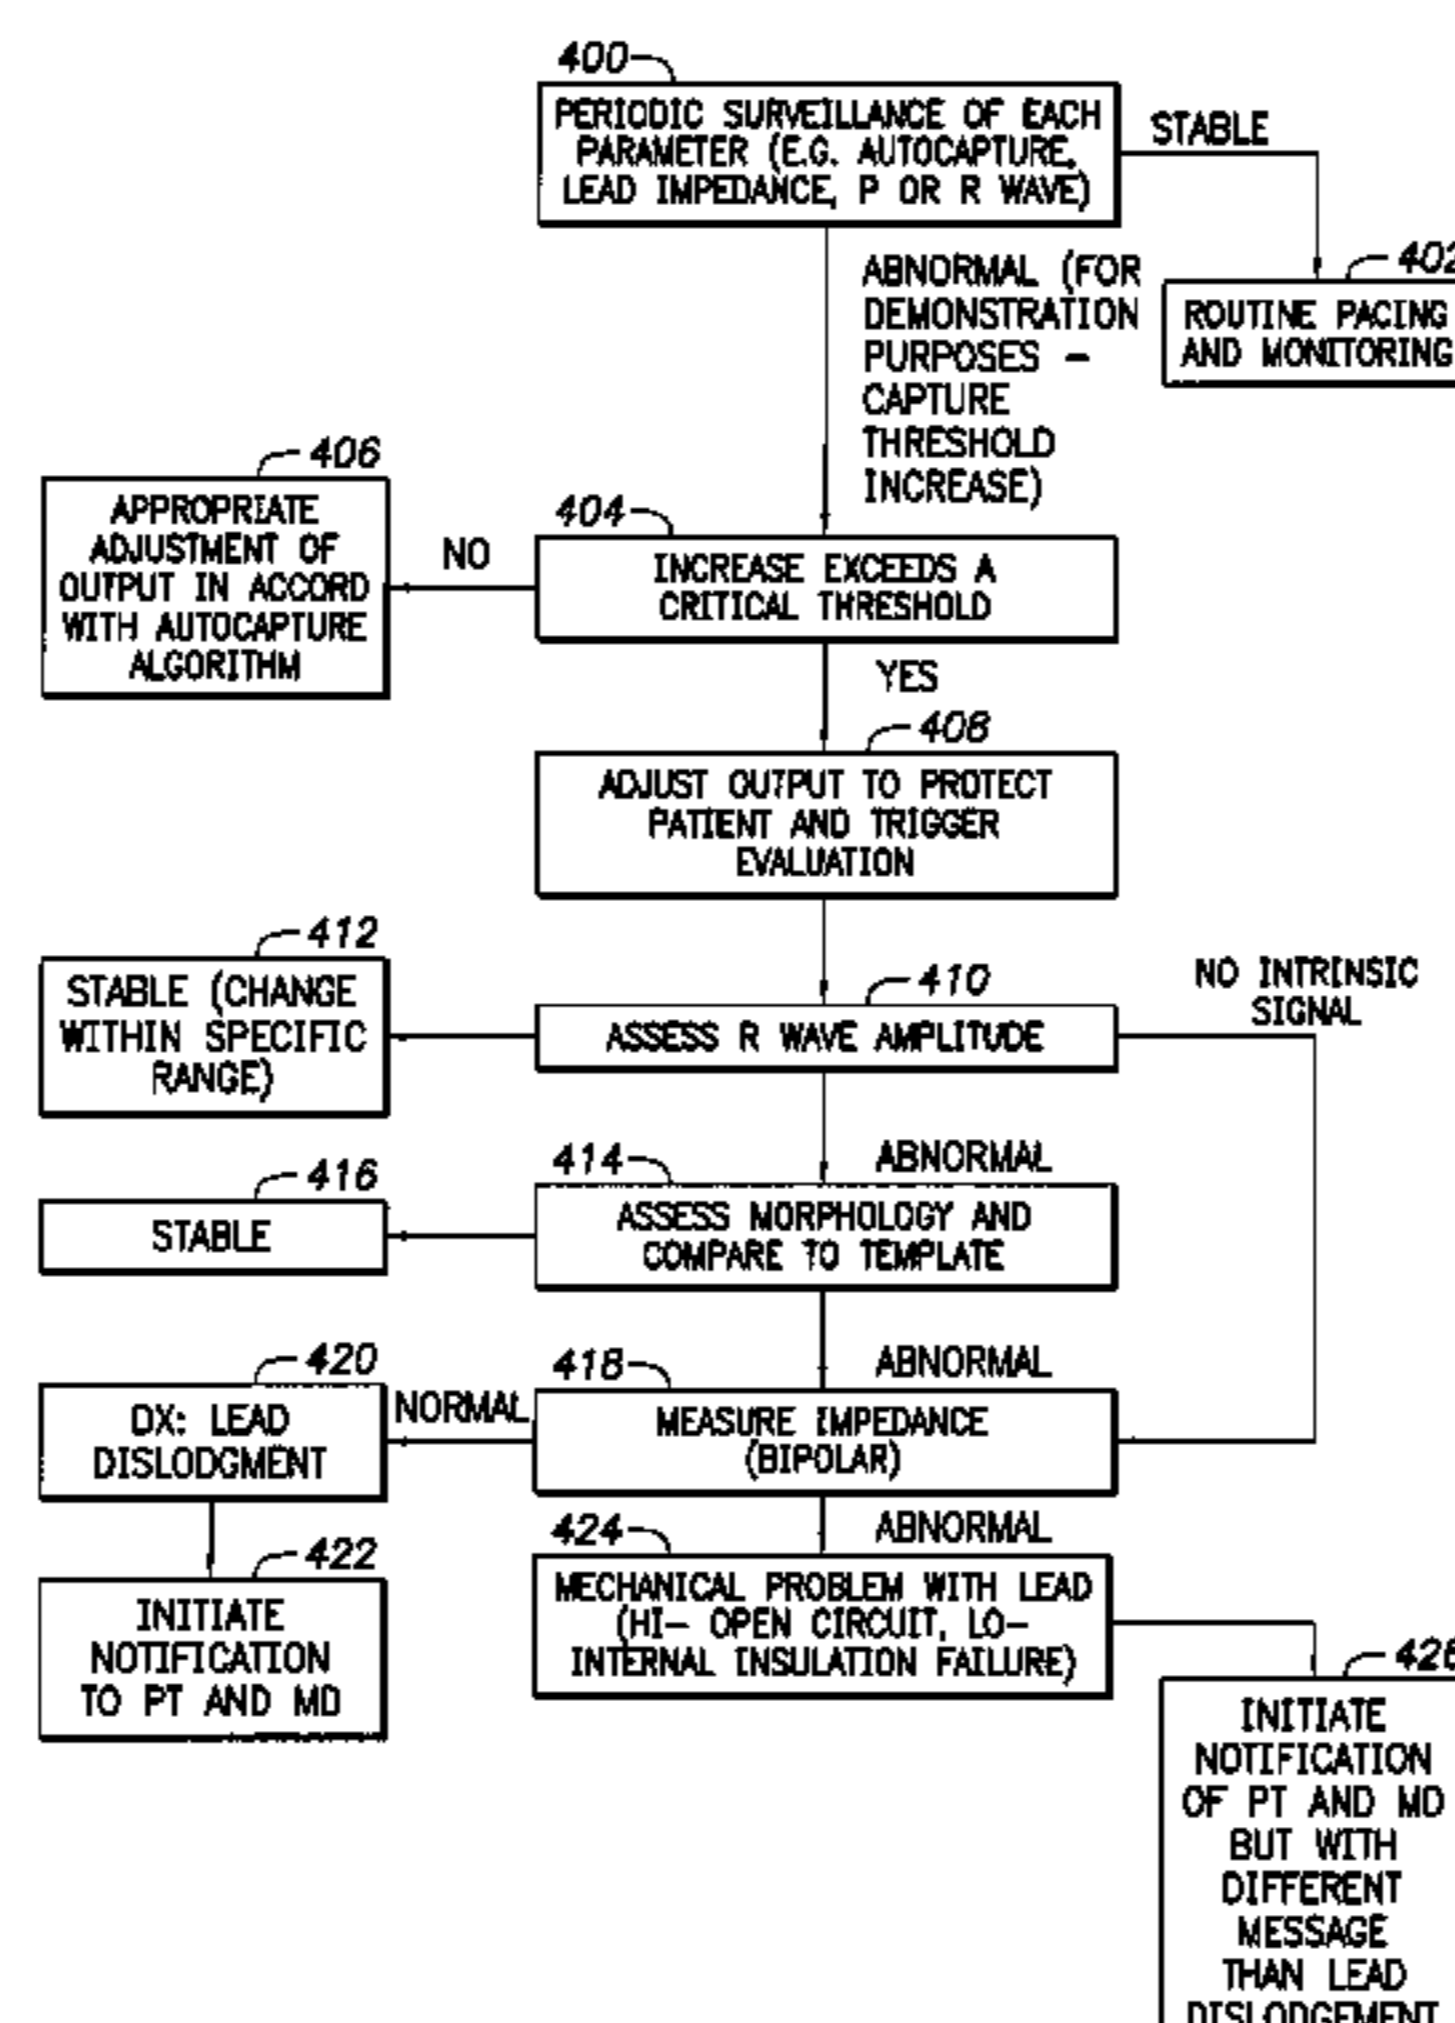 400
PERIODIC SURVEILLANCE OF EACH
PARAMETER (E.G. AUTOCAPTURE,
LEAD IMPEDANCE, P OR R WAVE)
STABLE
402
ROUTINE PACING
AND MONITORING
ABNORMAL (FOR
DEMONSTRATION
PURPOSES –
CAPTURE
THRESHOLD
INCREASE)
404
INCREASE EXCEEDS A
CRITICAL THRESHOLD
NO
406
APPROPRIATE
ADJUSTMENT OF
OUTPUT IN ACCORD
WITH AUTOCAPTURE
ALGORITHM
YES
408
ADJUST OUTPUT TO PROTECT
PATIENT AND TRIGGER
EVALUATION
410
ASSESS R WAVE AMPLITUDE
NO INTRINSIC
SIGNAL
412
STABLE (CHANGE
WITHIN SPECIFIC
RANGE)
ABNORMAL
414
ASSESS MORPHOLOGY AND
COMPARE TO TEMPLATE
416
STABLE
ABNORMAL
418
MEASURE IMPEDANCE
(BIPOLAR)
NORMAL
420
DX: LEAD
DISLODGMENT
422
INITIATE
NOTIFICATION
TO PT AND MD
ABNORMAL
424
MECHANICAL PROBLEM WITH LEAD
(HI– OPEN CIRCUIT, LO–
INTERNAL INSULATION FAILURE)
426
INITIATE
NOTIFICATION
OF PT AND MD
BUT WITH
DIFFERENT
MESSAGE
THAN LEAD
DISLODGEMENT